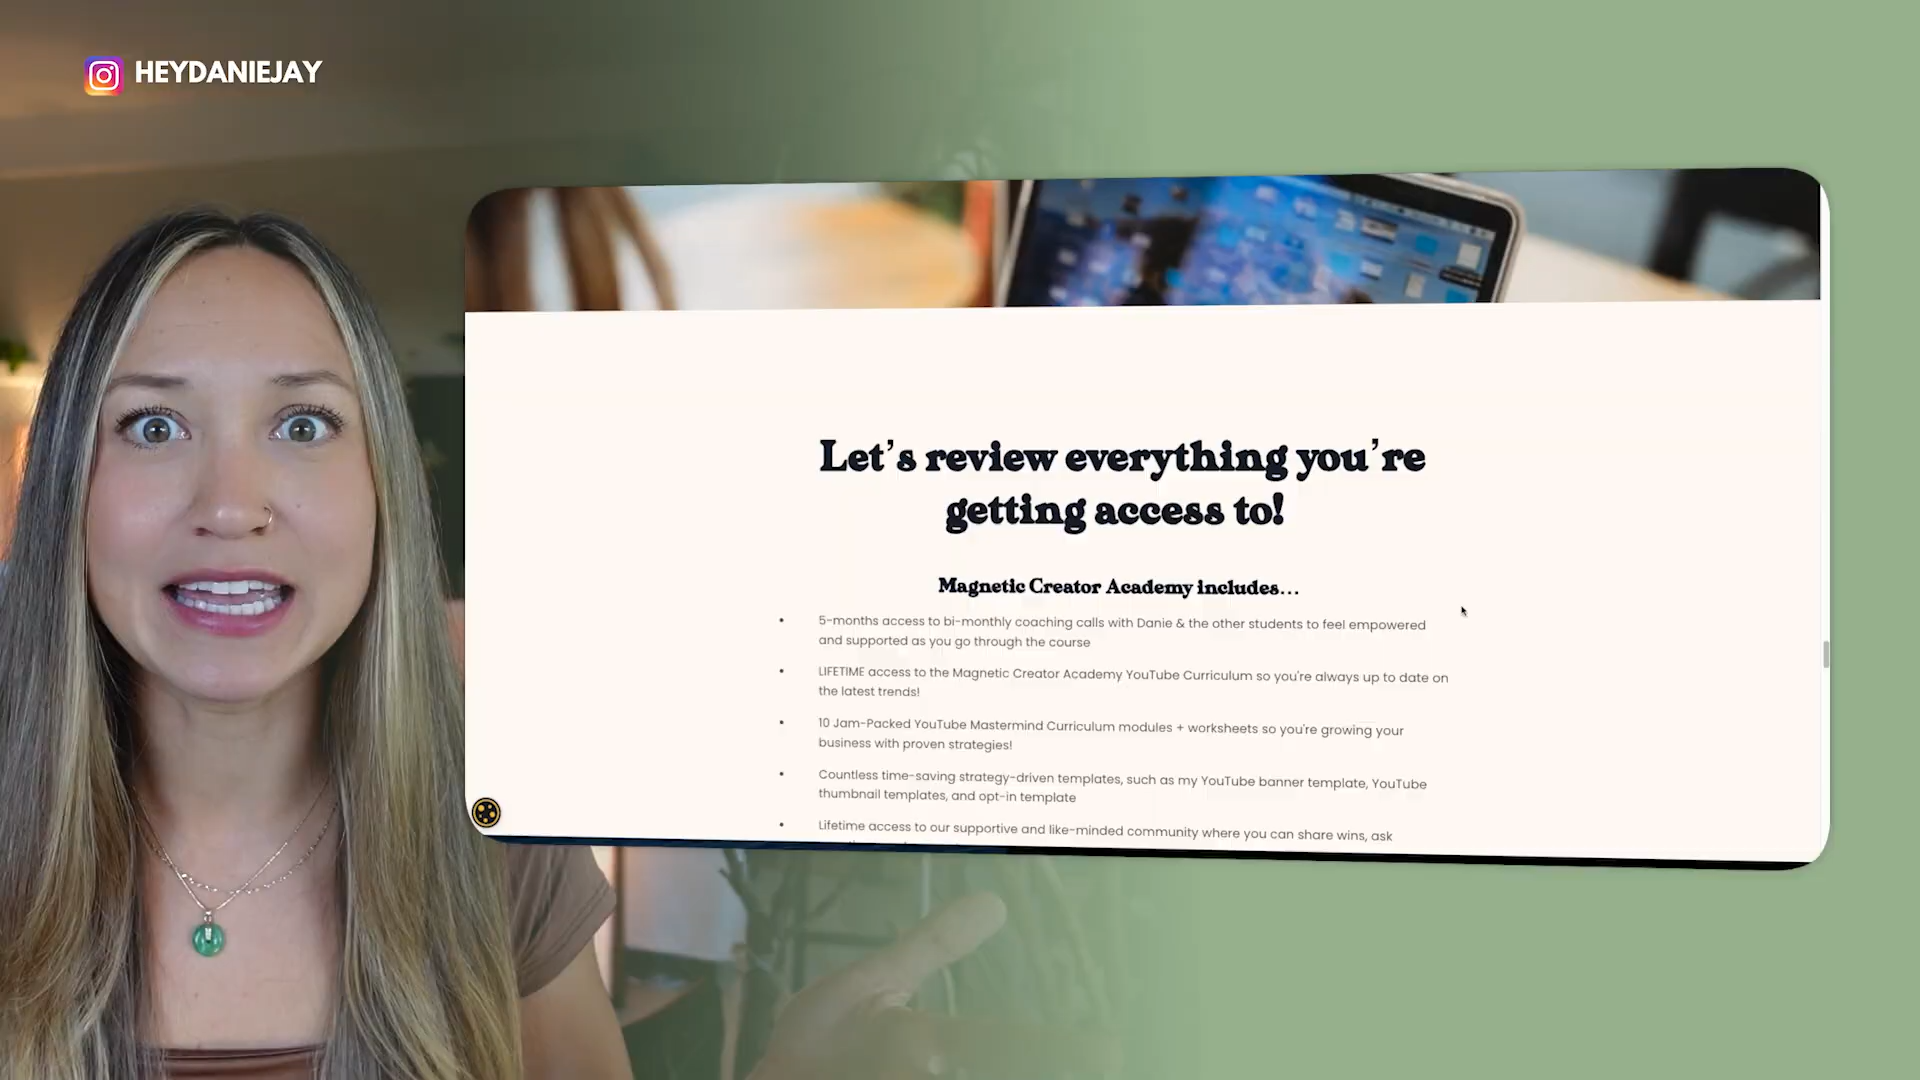 HEYDANIEJAY
Let's review everything you're
getting access to!
Magnetic Creator Academy includes...
• 5-months access to bi-monthly coaching calls with Danie & the other students to feel empowered
and supported as you go through the course
• LIFETIME access to the Magnetic Creator Academy YouTube Curriculum so you're always up to date on
the latest trends!
• 10 Jam-Packed YouTube Mastermind Curriculum modules + worksheets so you're growing your
business with proven strategies!
• Countless time-saving strategy-driven templates, such as my YouTube banner template, YouTube
thumbnail templates, and opt-in template
• Lifetime access to our supportive and like-minded community where you can share wins, ask